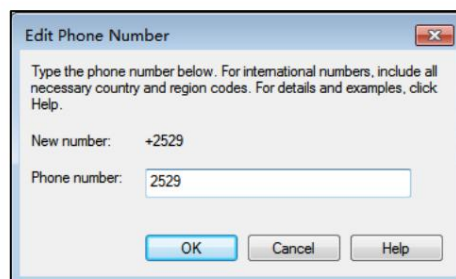 Edit Phone Number
Type the phone number below. For international numbers, include all
necessary country and region codes. For details and examples, click
Help.
New number: +2529
Phone number: 2529
OK Cancel Help